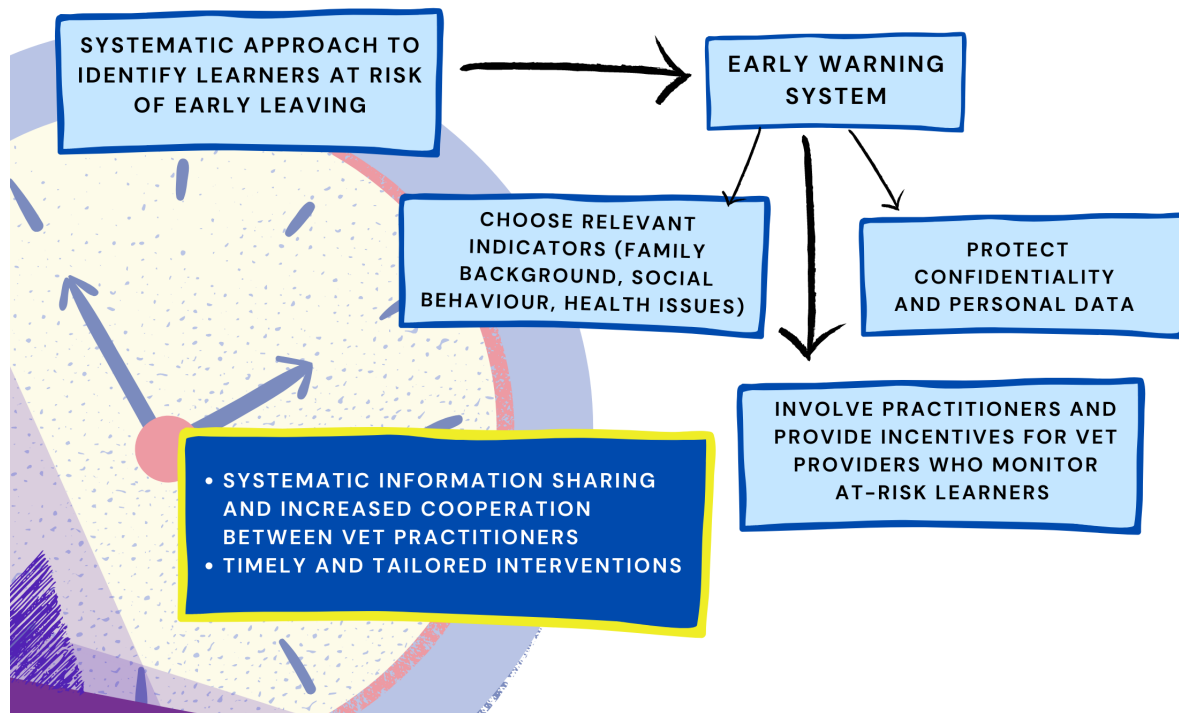 SYSTEMATIC APPROACH TO
IDENTIFY LEARNERS AT RISK
OF EARLY LEAVING
EARLY WARNING
SYSTEM
CHOOSE RELEVANT
INDICATORS (FAMILY
BACKGROUND, SOCIAL
BEHAVIOUR, HEALTH ISSUES)
PROTECT
CONFIDENTIALITY
AND PERSONAL DATA
INVOLVE PRACTITIONERS AND
PROVIDE INCENTIVES FOR VET
PROVIDERS WHO MONITOR
AT-RISK LEARNERS
• SYSTEMATIC INFORMATION SHARING
AND INCREASED COOPERATION
BETWEEN VET PRACTITIONERS
• TIMELY AND TAILORED INTERVENTIONS